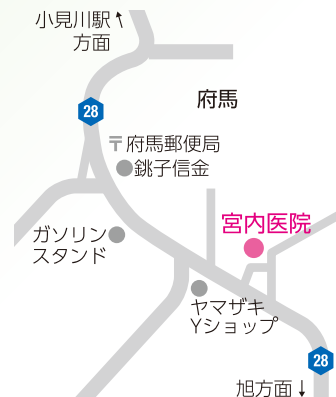 小見川駅↑
方面
府馬
28
〒府馬郵便局
銚子信金
宮内医院
ガソリン
スタンド
ヤマザキ
Yショップ
28
旭方面↓